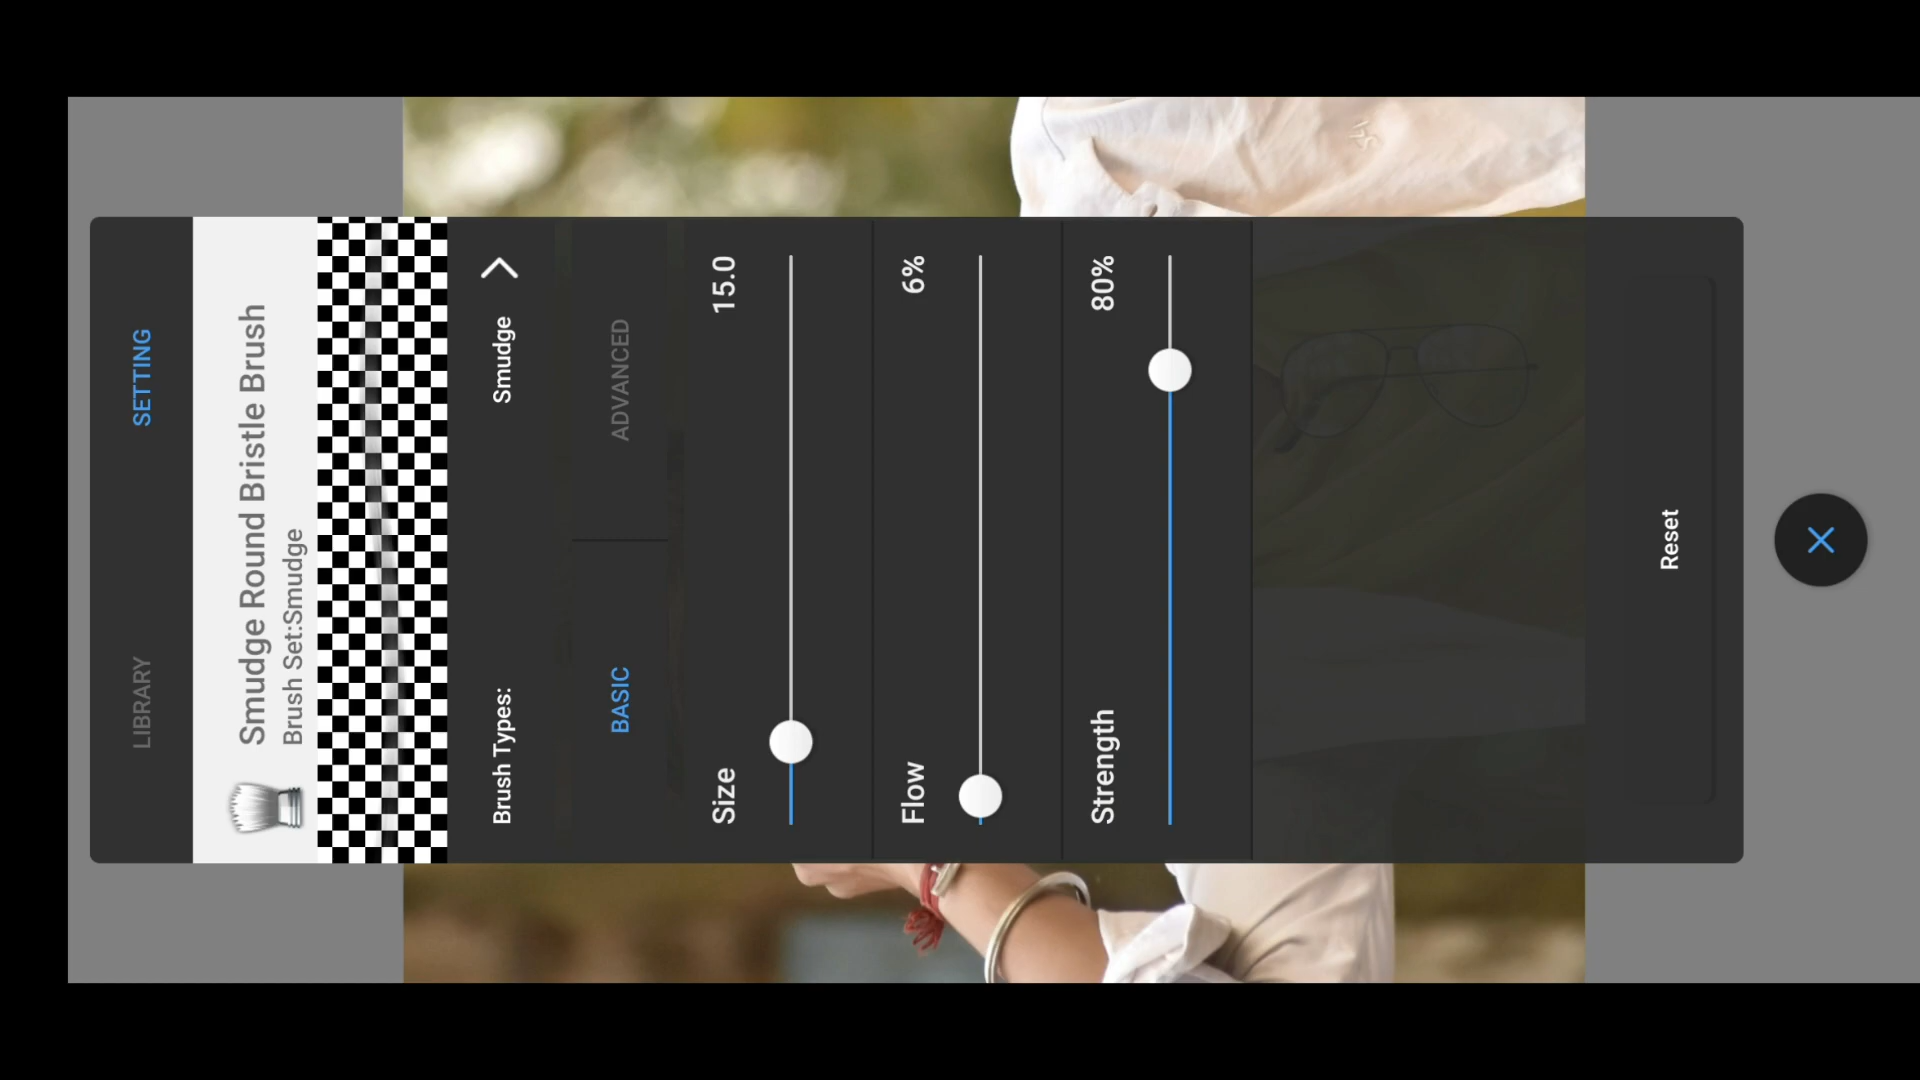 LIBRARY SETTING
Smudge Round Bristle Brush
Brush Set:Smudge
Brush Types: Smudge
BASIC ADVANCED
Size 15.0
Flow 6%
Strength 80%
Reset